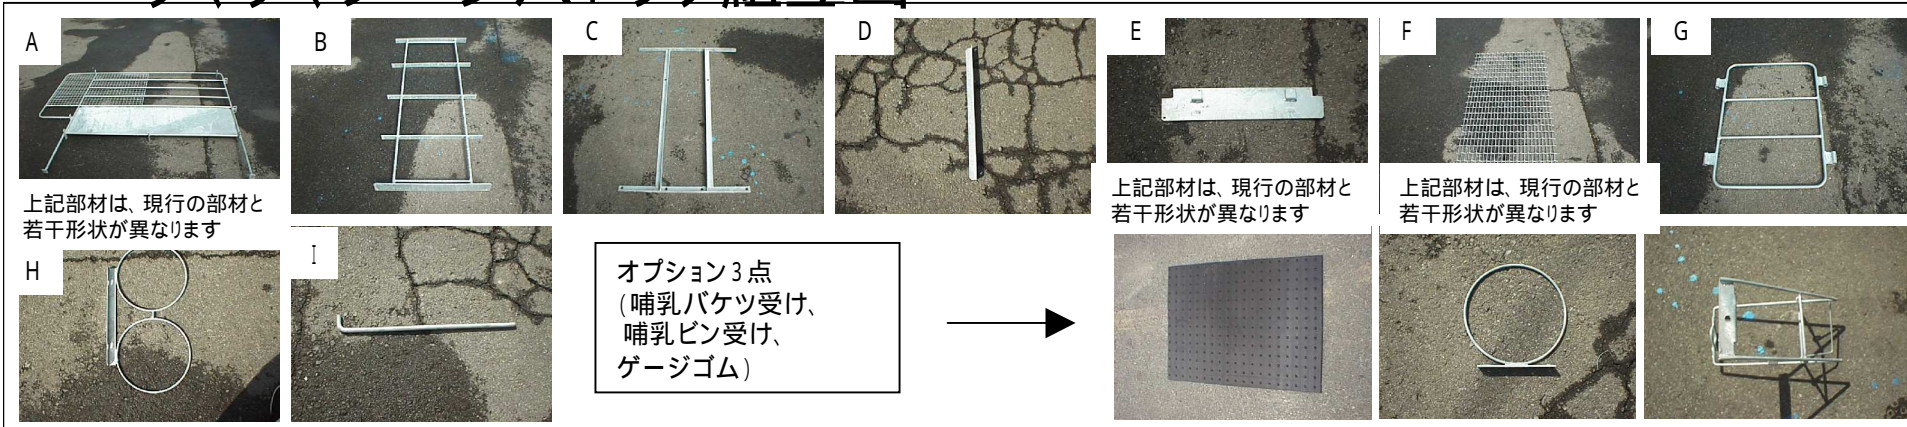 A
B
C
D
E
F
G
上記部材は、現行の部材と
若干形状が異なります
上記部材は、現行の部材と
若干形状が異なります
上記部材は、現行の部材と
若干形状が異なります
H
I
オプション3点
(哺乳バケツ受け、
哺乳ビン受け、
ゲージゴム)